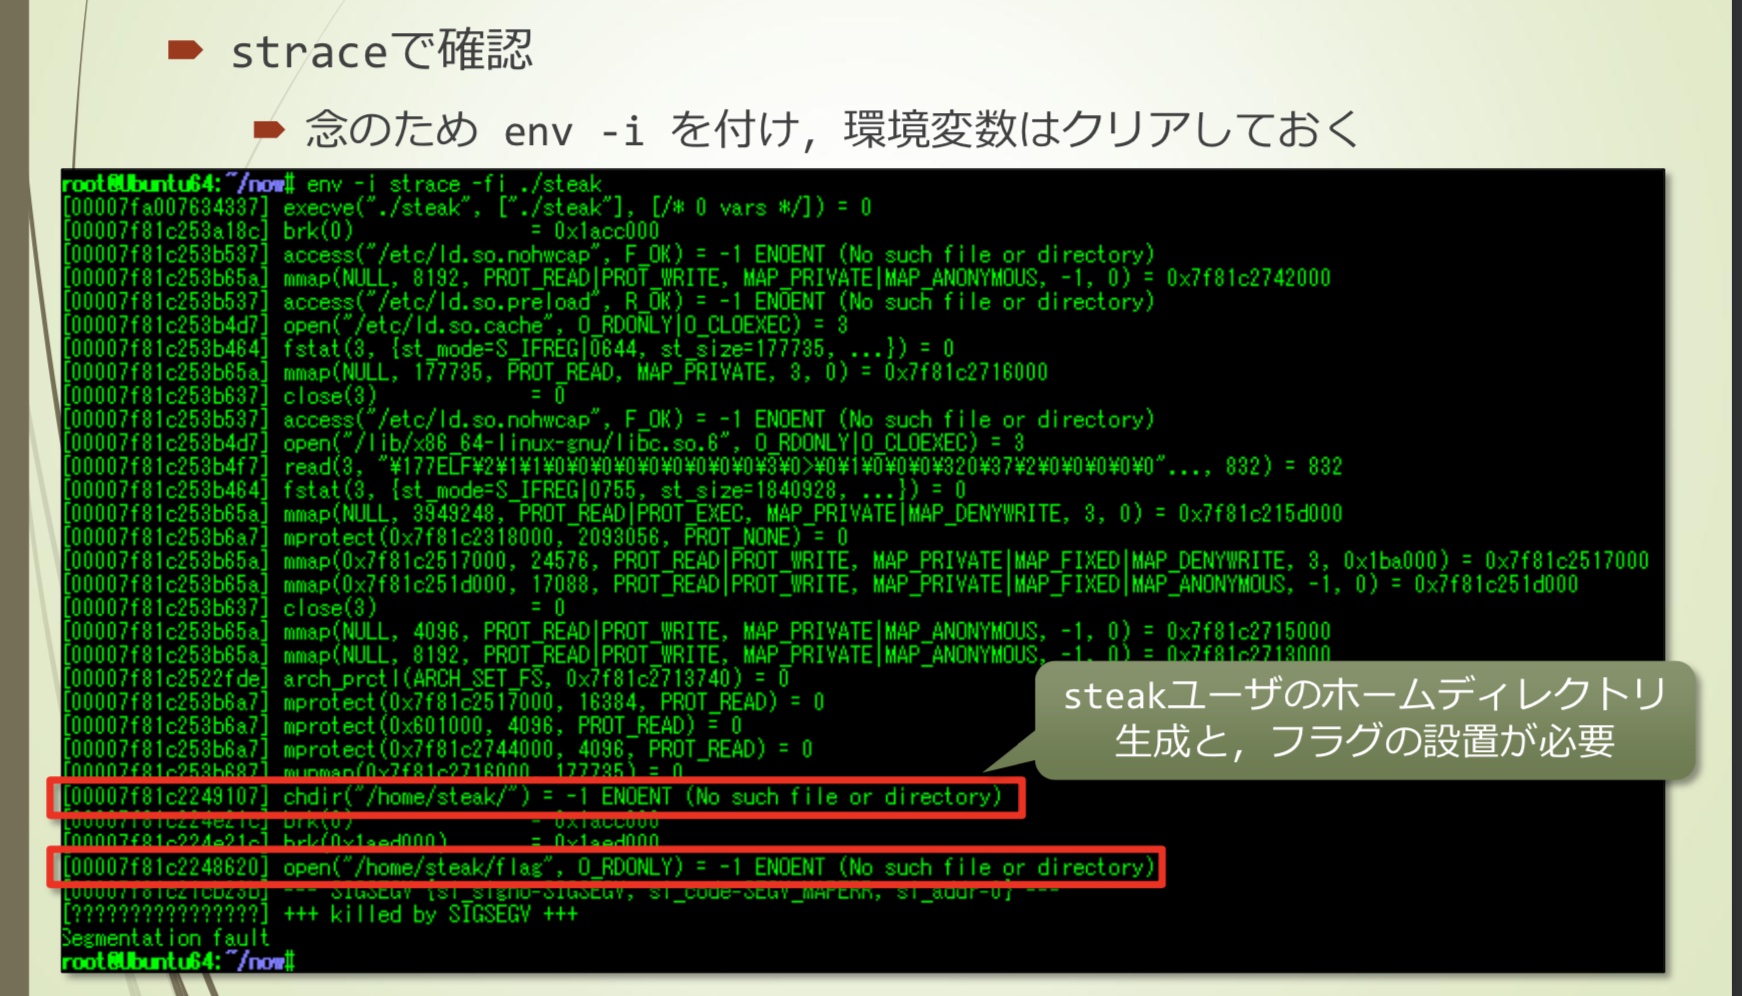 straceで確認
念のため env -i を付け，環境変数はクリアしておく
root@Ubuntu64:~/now# env -i strace -fi ./steak
[00007fa007634337] execve("./steak", ["./steak"], [/* 0 vars */]) = 0
[00007f81c253a18c] brk(0) = 0x1acc000
[00007f81c253b537] access("/etc/ld.so.nohwcap", F_OK) = -1 ENOENT (No such file or directory)
[00007f81c253b65a] mmap(NULL, 8192, PROT_READ|PROT_WRITE, MAP_PRIVATE|MAP_ANONYMOUS, -1, 0) = 0x7f81c2742000
[00007f81c253b537] access("/etc/ld.so.preload", R_OK) = -1 ENOENT (No such file or directory)
[00007f81c253b4d7] open("/etc/ld.so.cache", O_RDONLY|O_CLOEXEC) = 3
[00007f81c253b464] fstat(3, {st_mode=S_IFREG|0644, st_size=177735, ...}) = 0
[00007f81c253b65a] mmap(NULL, 177735, PROT_READ, MAP_PRIVATE, 3, 0) = 0x7f81c2716000
[00007f81c253b637] close(3) = 0
[00007f81c253b537] access("/etc/ld.so.nohwcap", F_OK) = -1 ENOENT (No such file or directory)
[00007f81c253b4d7] open("/lib/x86_64-linux-gnu/libc.so.6", O_RDONLY|O_CLOEXEC) = 3
[00007f81c253b4f7] read(3, "¥177ELF¥2¥1¥1¥0¥0¥0¥0¥0¥0¥0¥0¥0¥3¥0>¥0¥1¥0¥0¥0¥320¥37¥2¥0¥0¥0¥0¥0"..., 832) = 832
[00007f81c253b464] fstat(3, {st_mode=S_IFREG|0755, st_size=1840928, ...}) = 0
[00007f81c253b65a] mmap(NULL, 3949248, PROT_READ|PROT_EXEC, MAP_PRIVATE|MAP_DENYWRITE, 3, 0) = 0x7f81c215d000
[00007f81c253b6a7] mprotect(0x7f81c2318000, 2093056, PROT_NONE) = 0
[00007f81c253b65a] mmap(0x7f81c2517000, 24576, PROT_READ|PROT_WRITE, MAP_PRIVATE|MAP_FIXED|MAP_DENYWRITE, 3, 0x1ba000) = 0x7f81c2517000
[00007f81c253b65a] mmap(0x7f81c251d000, 17088, PROT_READ|PROT_WRITE, MAP_PRIVATE|MAP_FIXED|MAP_ANONYMOUS, -1, 0) = 0x7f81c251d000
[00007f81c253b637] close(3) = 0
[00007f81c253b65a] mmap(NULL, 4096, PROT_READ|PROT_WRITE, MAP_PRIVATE|MAP_ANONYMOUS, -1, 0) = 0x7f81c2715000
[00007f81c253b65a] mmap(NULL, 8192, PROT_READ|PROT_WRITE, MAP_PRIVATE|MAP_ANONYMOUS, -1, 0) = 0x7f81c2713000
[00007f81c2522fde] arch_prctl(ARCH_SET_FS, 0x7f81c2713740) = 0
[00007f81c253b6a7] mprotect(0x7f81c2517000, 16384, PROT_READ) = 0
[00007f81c253b6a7] mprotect(0x601000, 4096, PROT_READ) = 0
[00007f81c253b6a7] mprotect(0x7f81c2744000, 4096, PROT_READ) = 0
[00007f81c253b687] munmap(0x7f81c2716000, 177735) = 0
steakユーザのホームディレクトリ
生成と，フラグの設置が必要
[00007f81c2249107] chdir("/home/steak/") = -1 ENOENT (No such file or directory)
[00007f81c224e21c] brk(0) = 0x1acc000
[00007f81c224e21c] brk(0x1aed000) = 0x1aed000
[00007f81c2248620] open("/home/steak/flag", O_RDONLY) = -1 ENOENT (No such file or directory)
[00007f81c21cb23b] --- SIGSEGV {si_signo=SIGSEGV, si_code=SEGV_MAPERR, si_addr=0} ---
[????????????????] +++ killed by SIGSEGV +++
Segmentation fault
root@Ubuntu64:~/now#